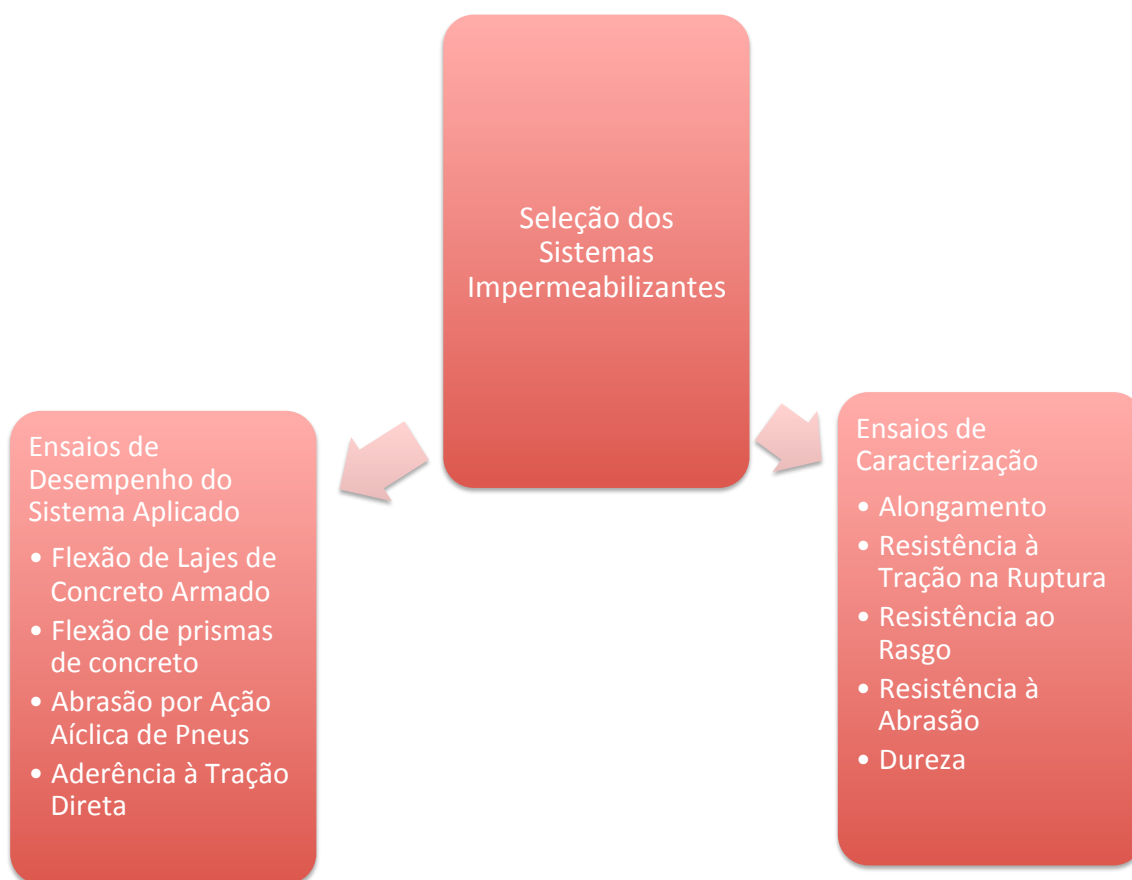 Seleção dos
Sistemas
Impermeabilizantes
Ensaios de
Desempenho do
Sistema Aplicado
• Flexão de Lajes de
Concreto Armado
• Flexão de prismas
de concreto
• Abrasão por Ação
Aíclica de Pneus
• Aderência à Tração
Direta
Ensaios de
Caracterização
• Alongamento
• Resistência à
Tração na Ruptura
• Resistência ao
Rasgo
• Resistência à
Abrasão
• Dureza